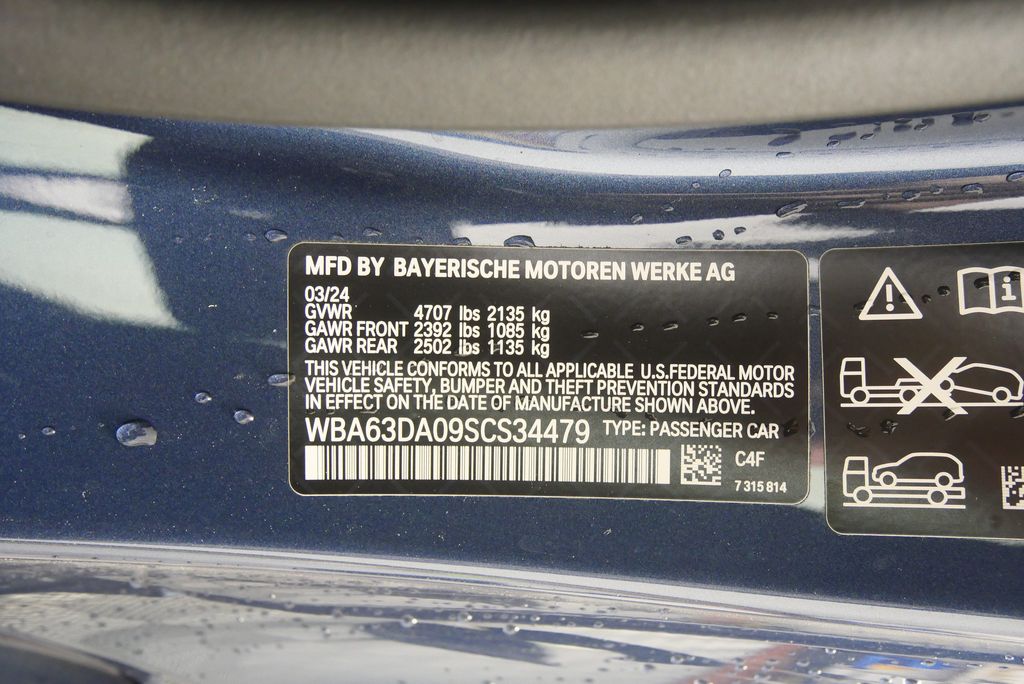 MFD BY BAYERISCHE MOTOREN WERKE AG
03/24
GVWR 4707 lbs 2135 kg
GAWR FRONT 2392 lbs 1085 kg
GAWR REAR 2502 lbs 1135 kg
THIS VEHICLE CONFORMS TO ALL APPLICABLE U.S.FEDERAL MOTOR
VEHICLE SAFETY, BUMPER AND THEFT PREVENTION STANDARDS
IN EFFECT ON THE DATE OF MANUFACTURE SHOWN ABOVE.
WBA63DA09SCS34479 TYPE: PASSENGER CAR
C4F
7 315 814